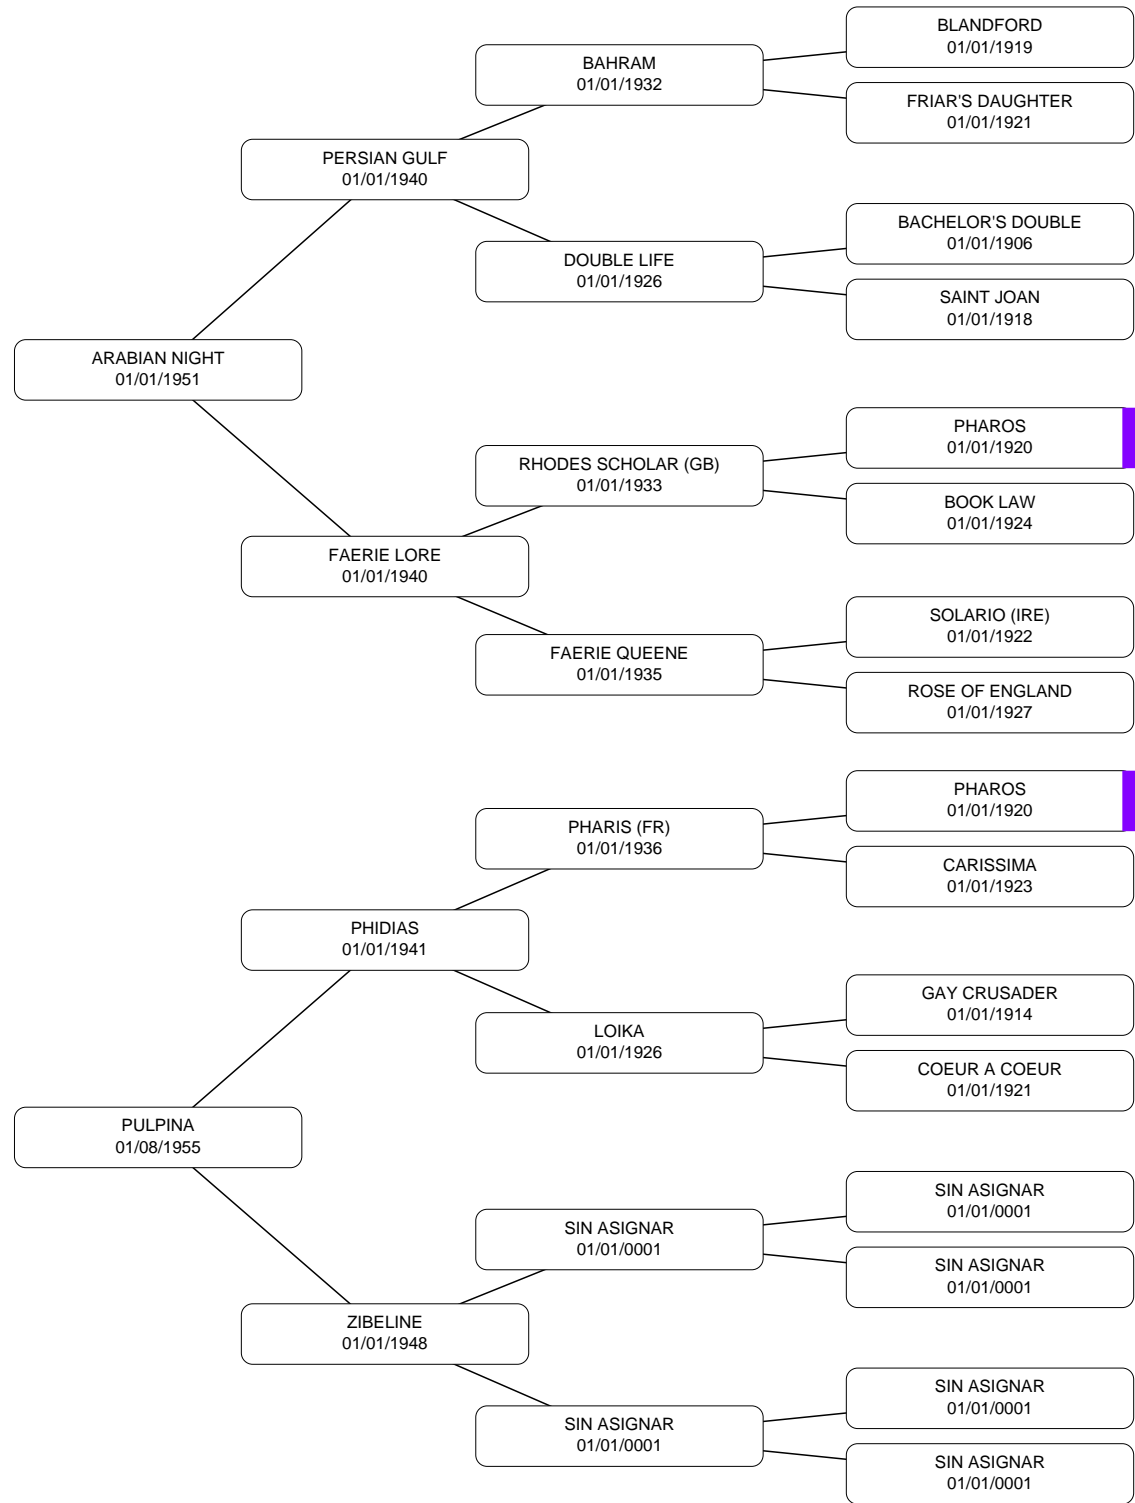 BLANDFORD
01/01/1919
BAHRAM
01/01/1932
FRIAR'S DAUGHTER
01/01/1921
PERSIAN GULF
01/01/1940
BACHELOR'S DOUBLE
01/01/1906
DOUBLE LIFE
01/01/1926
SAINT JOAN
01/01/1918
ARABIAN NIGHT
01/01/1951
PHAROS
01/01/1920
RHODES SCHOLAR (GB)
01/01/1933
BOOK LAW
01/01/1924
FAERIE LORE
01/01/1940
SOLARIO (IRE)
01/01/1922
FAERIE QUEENE
01/01/1935
ROSE OF ENGLAND
01/01/1927
PHAROS
01/01/1920
PHARIS (FR)
01/01/1936
CARISSIMA
01/01/1923
PHIDIAS
01/01/1941
GAY CRUSADER
01/01/1914
LOIKA
01/01/1926
COEUR A COEUR
01/01/1921
PULPINA
01/08/1955
SIN ASIGNAR
01/01/0001
SIN ASIGNAR
01/01/0001
SIN ASIGNAR
01/01/0001
ZIBELINE
01/01/1948
SIN ASIGNAR
01/01/0001
SIN ASIGNAR
01/01/0001
SIN ASIGNAR
01/01/0001